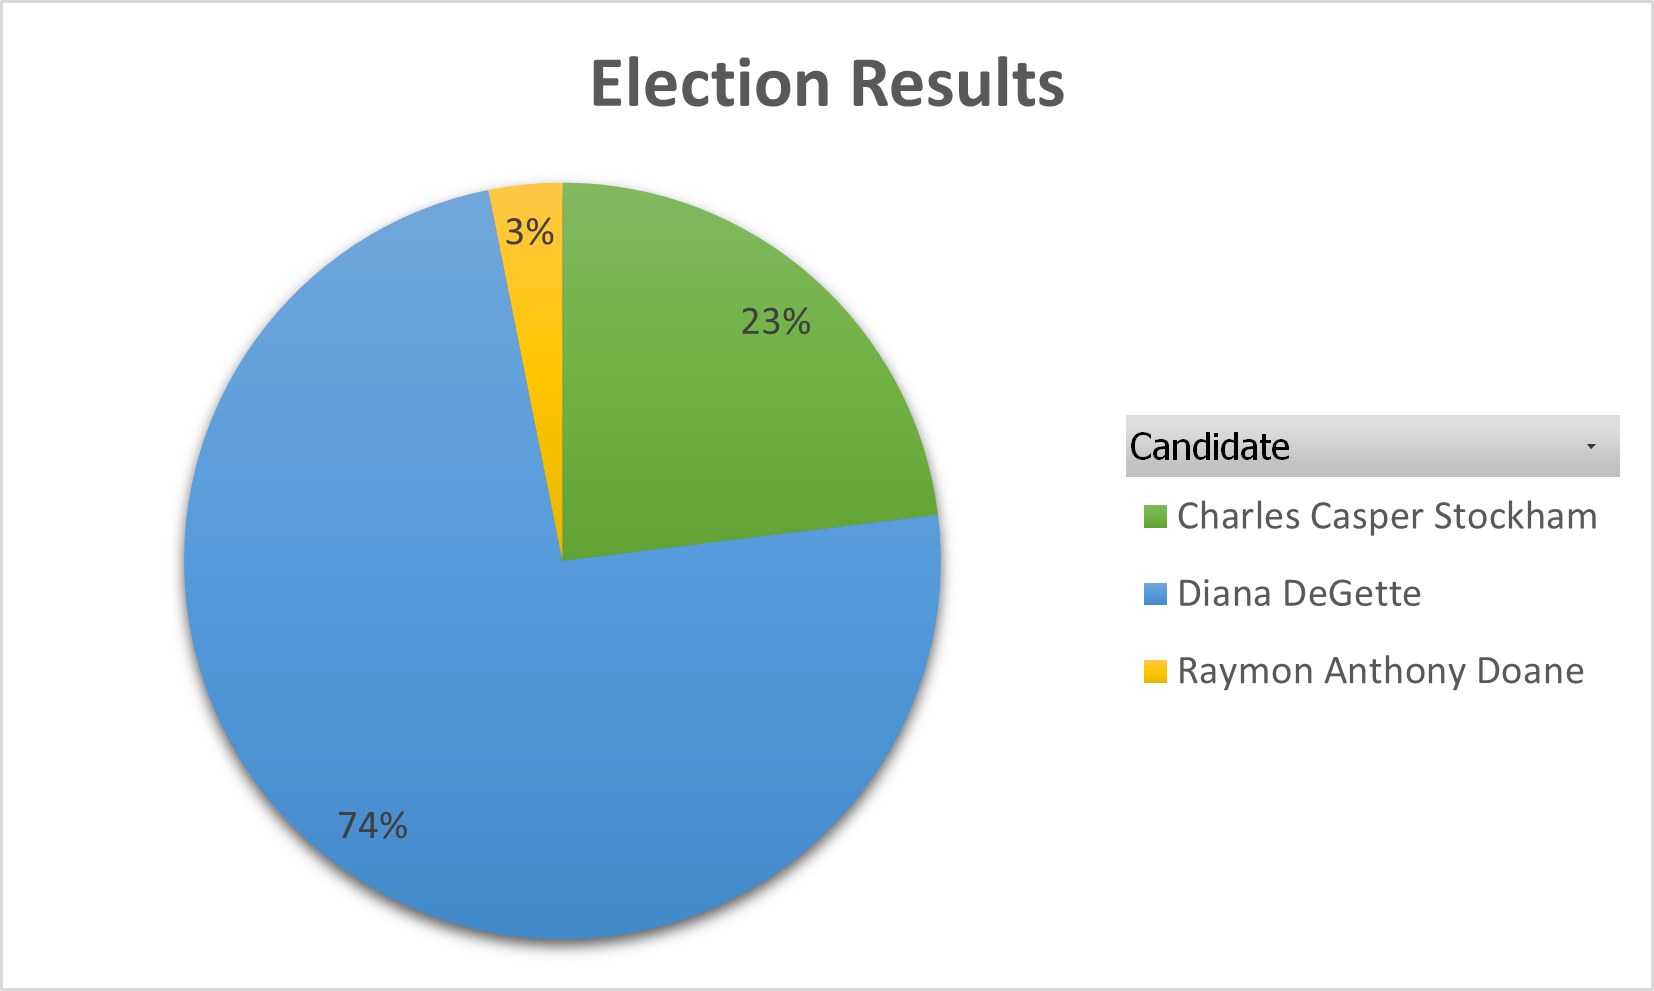 Election Results
3%
23%
74%
Candidate
Charles Casper Stockham
Diana DeGette
Raymon Anthony Doane